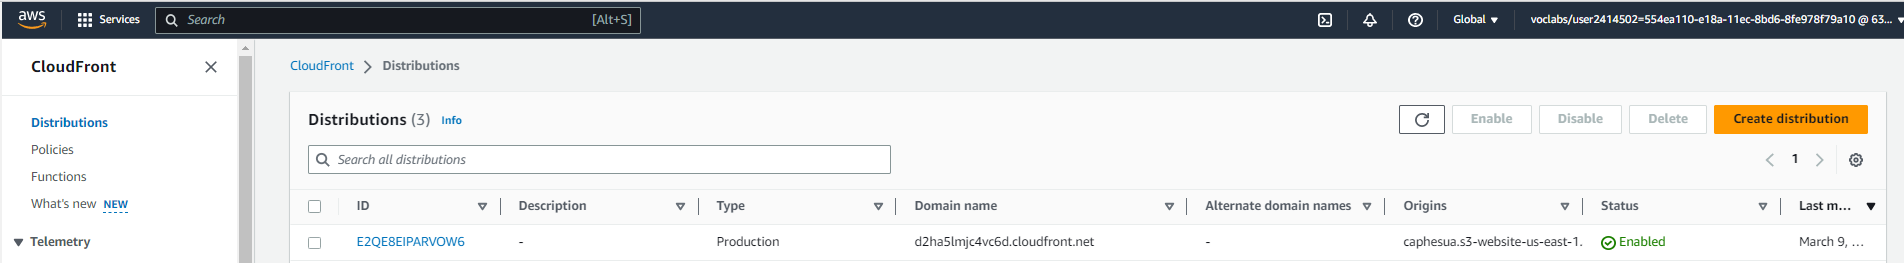 aws
Services
Search
[Alt+S]
Global
voclabs/user2414502=554ea110-e18a-11ec-8bd6-8fe978f79a10 @ 63...
CloudFront
CloudFront
Distributions
Distributions
Policies
Functions
What's new NEW
Telemetry
Distributions (3) Info
Enable
Disable
Delete
Create distribution
Search all distributions
1
ID
Description
Type
Domain name
Alternate domain names
Origins
Status
Last m...
E2QE8EIPARVOW6
-
Production
d2ha5lmjc4vc6d.cloudfront.net
-
caphesua.s3-website-us-east-1.
Enabled
March 9, ...